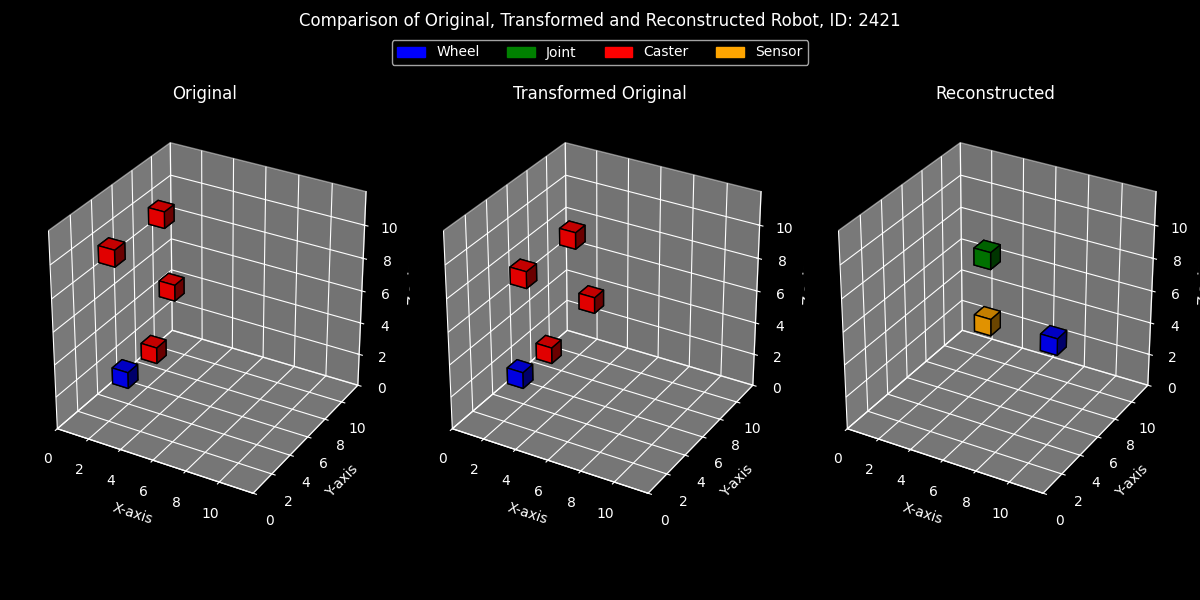 Comparison of Original, Transformed and Reconstructed Robot, ID: 2421
Wheel Joint Caster Sensor
Original Transformed Original Reconstructed
10 10 10
8 8 8
6 6 6
4 4 4
2 2 2
0 0 0
0 2 4 6 8 10
X-axis
0 2 4 6 8 10
Y-axis
0 2 4 6 8 10
X-axis
0 2 4 6 8 10
Y-axis
0 2 4 6 8 10
X-axis
0 2 4 6 8 10
Y-axis